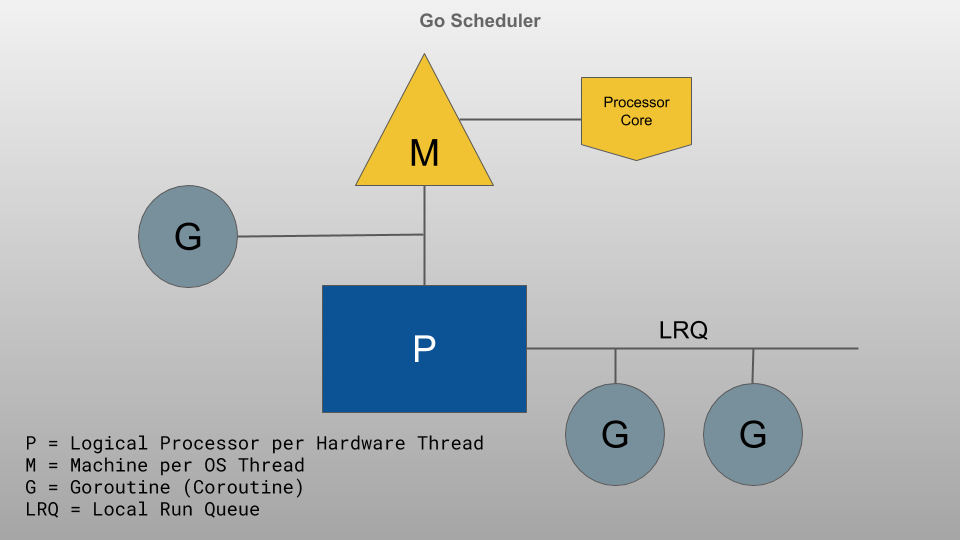 Go Scheduler
Processor
Core
M
G
P
LRQ
G
G
P = Logical Processor per Hardware Thread
M = Machine per OS Thread
G = Goroutine (Coroutine)
LRQ = Local Run Queue